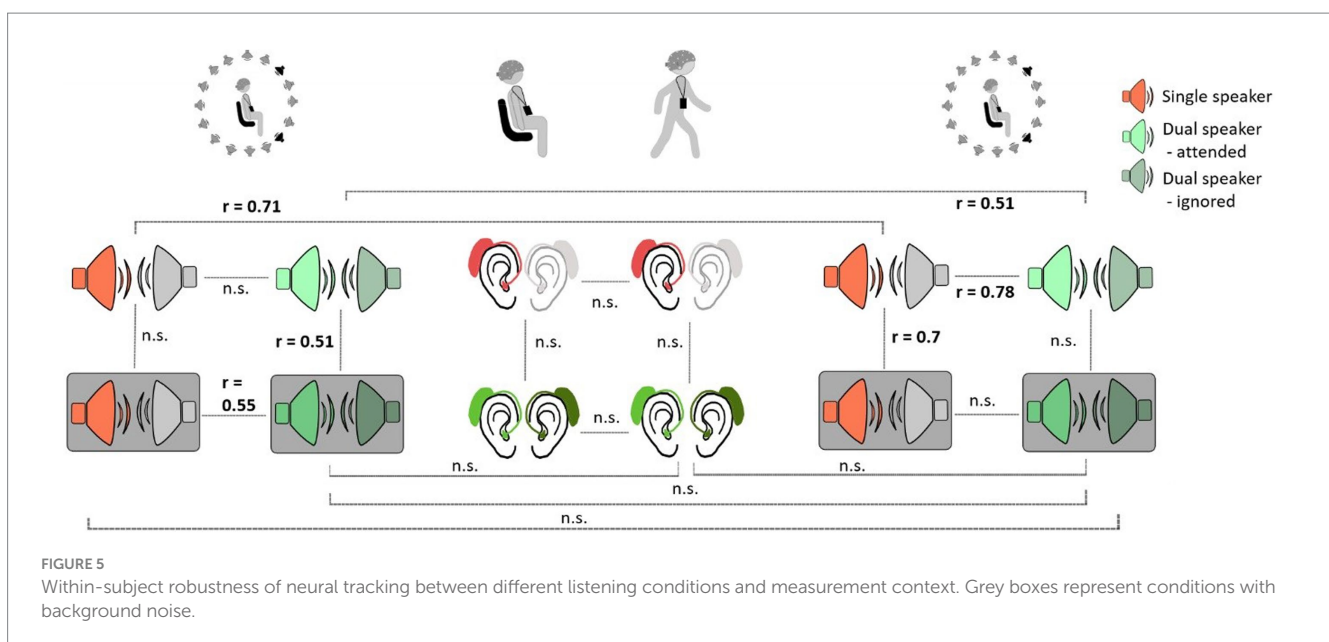 Single speaker
Dual speaker
- attended
Dual speaker
- ignored
r = 0.71
r = 0.51
n.s.
n.s.
r = 0.78
n.s.
r = 0.51
n.s.
n.s.
r = 0.7
n.s.
r =
0.55
n.s.
n.s.
n.s.
n.s.
n.s.
n.s.
FIGURE 5
Within-subject robustness of neural tracking between different listening conditions and measurement context. Grey boxes represent conditions with
background noise.